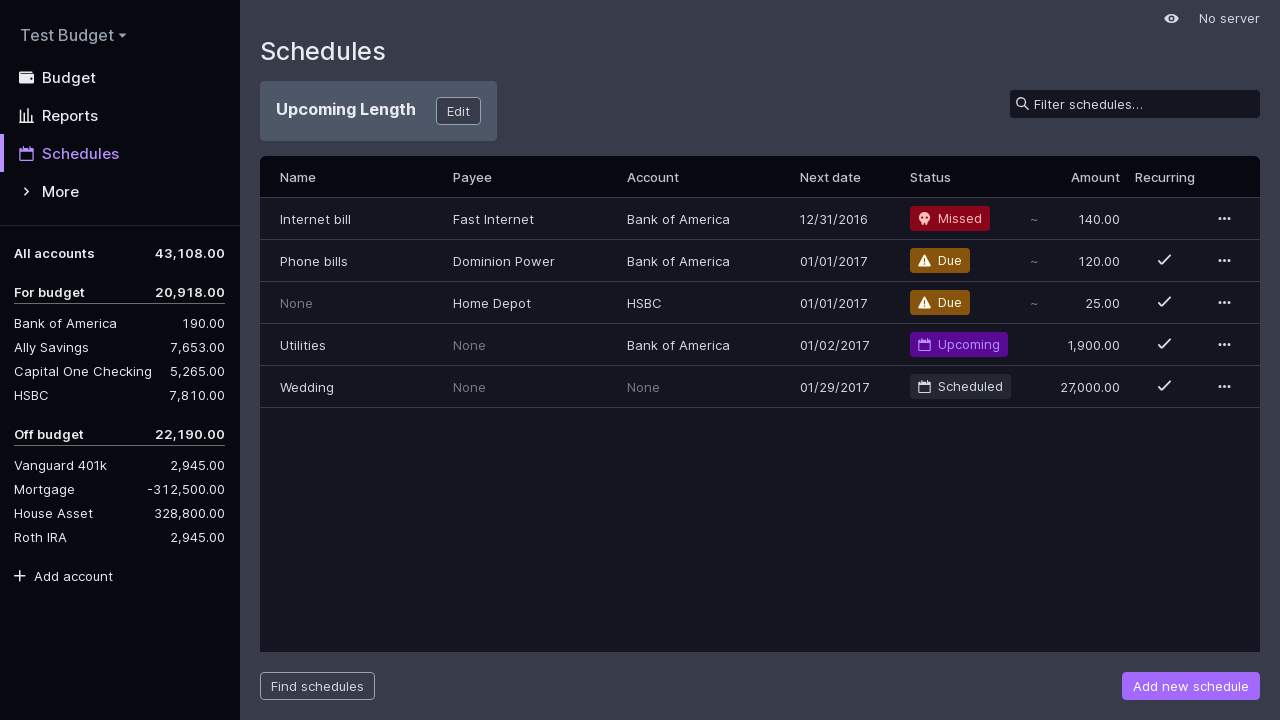 Test Budget
Budget
Reports
Schedules
More
All accounts 43,108.00
For budget 20,918.00
Bank of America 190.00
Ally Savings 7,653.00
Capital One Checking 5,265.00
HSBC 7,810.00
Off budget 22,190.00
Vanguard 401k 2,945.00
Mortgage -312,500.00
House Asset 328,800.00
Roth IRA 2,945.00
Add account
No server
Schedules
Upcoming Length Edit
Filter schedules…
Name Payee Account Next date Status Amount Recurring
Internet bill Fast Internet Bank of America 12/31/2016 Missed ~ 140.00
Phone bills Dominion Power Bank of America 01/01/2017 Due ~ 120.00
None Home Depot HSBC 01/01/2017 Due ~ 25.00
Utilities None Bank of America 01/02/2017 Upcoming 1,900.00
Wedding None None 01/29/2017 Scheduled 27,000.00
Find schedules
Add new schedule